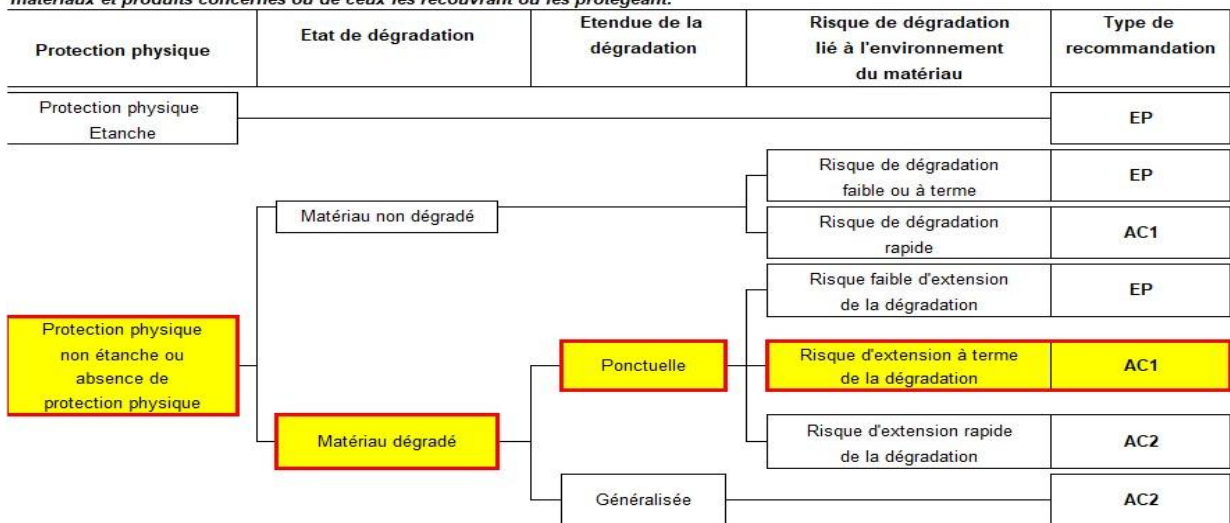 matériaux et produits concernés ou de ceux les recouvrant ou les protégeant.
Protection physique
Etat de dégradation
Etendue de la
dégradation
Risque de dégradation
lié à l'environnement
du matériau
Type de
recommandation
Protection physique
Etanche
EP
Matériau non dégradé
Risque de dégradation
faible ou à terme
EP
Risque de dégradation
rapide
AC1
Protection physique
non étanche ou
absence de
protection physique
Matériau dégradé
Ponctuelle
Risque faible d'extension
de la dégradation
EP
Risque d'extension à terme
de la dégradation
AC1
Risque d'extension rapide
de la dégradation
AC2
Généralisée
AC2